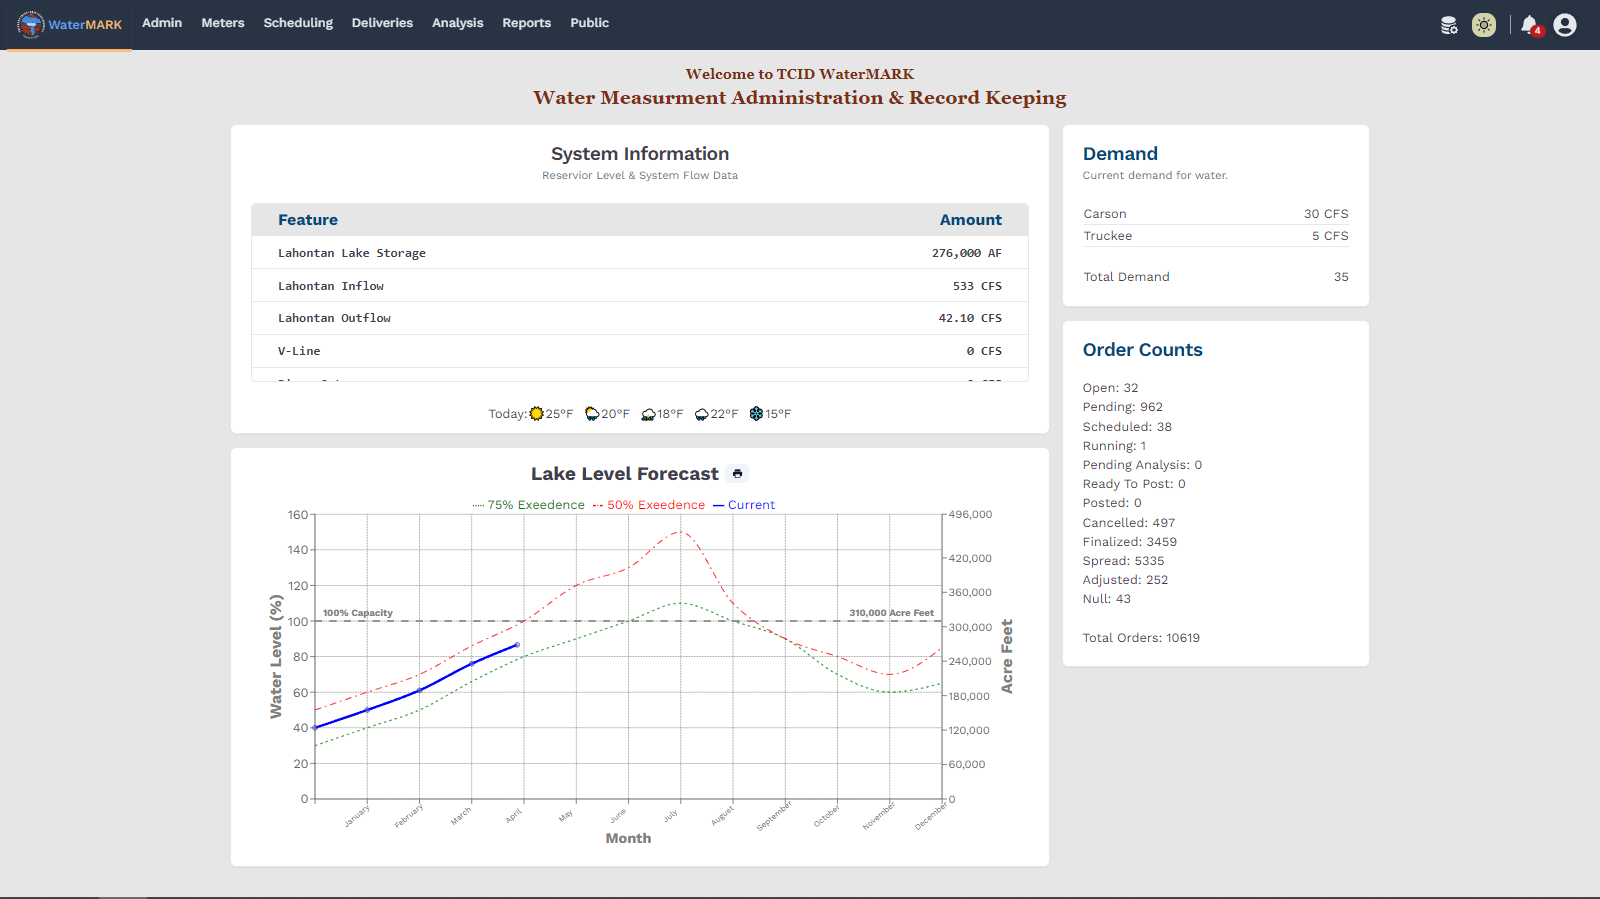 WaterMARK Admin Meters Scheduling Deliveries Analysis Reports Public 4
Welcome to TCID WaterMARK
Water Measurment Administration & Record Keeping
System Information
Reservior Level & System Flow Data
Feature Amount
Lahontan Lake Storage 276,000 AF
Lahontan Inflow 533 CFS
Lahontan Outflow 42.10 CFS
V-Line 0 CFS
Today: 25°F 20°F 18°F 22°F 15°F
Demand
Current demand for water.
Carson 30 CFS
Truckee 5 CFS
Total Demand 35
Order Counts
Open: 32
Pending: 962
Scheduled: 38
Running: 1
Pending Analysis: 0
Ready To Post: 0
Posted: 0
Cancelled: 497
Finalized: 3459
Spread: 5335
Adjusted: 252
Null: 43
Total Orders: 10619
Lake Level Forecast
75% Exeedence 50% Exeedence Current
160
140
120
100
80
60
40
20
0
Water Level (%)
100% Capacity
310,000 Acre Feet
496,000
420,000
360,000
300,000
240,000
180,000
120,000
60,000
0
Acre Feet
January February March April May June July August September October November December
Month